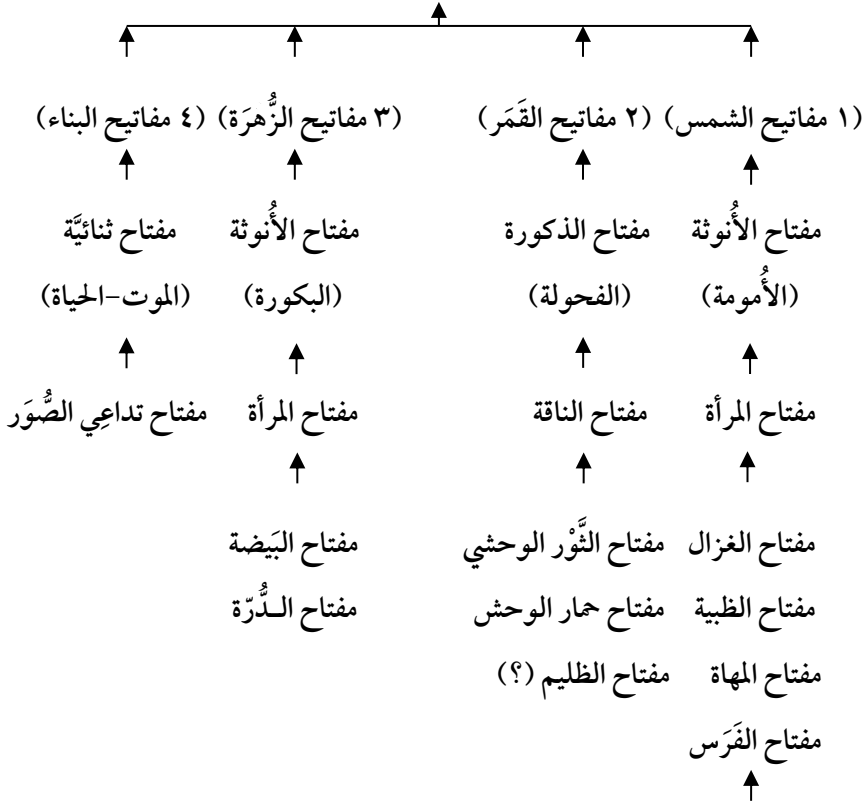 (١ مفاتيح الشمس) (٢ مفاتيح القَمَر) (٣ مفاتيح الزُّهرَة) (٤ مفاتيح البناء)
مفتاح الأُنوثة مفتاح الذكورة مفتاح الأُنوثة مفتاح ثنائيَّة
(الأُمومة) (الفحولة) (البكورة) (الموت-الحياة)
مفتاح المرأة مفتاح الناقة مفتاح المرأة مفتاح تداعِي الصُّوَر
مفتاح الغزال مفتاح الثَّوْر الوحشي مفتاح البَيضة
مفتاح الظبية مفتاح حمار الوحش مفتاح الــدُّرّة
مفتاح المهاة مفتاح الظليم (؟)
مفتاح الفَرَس